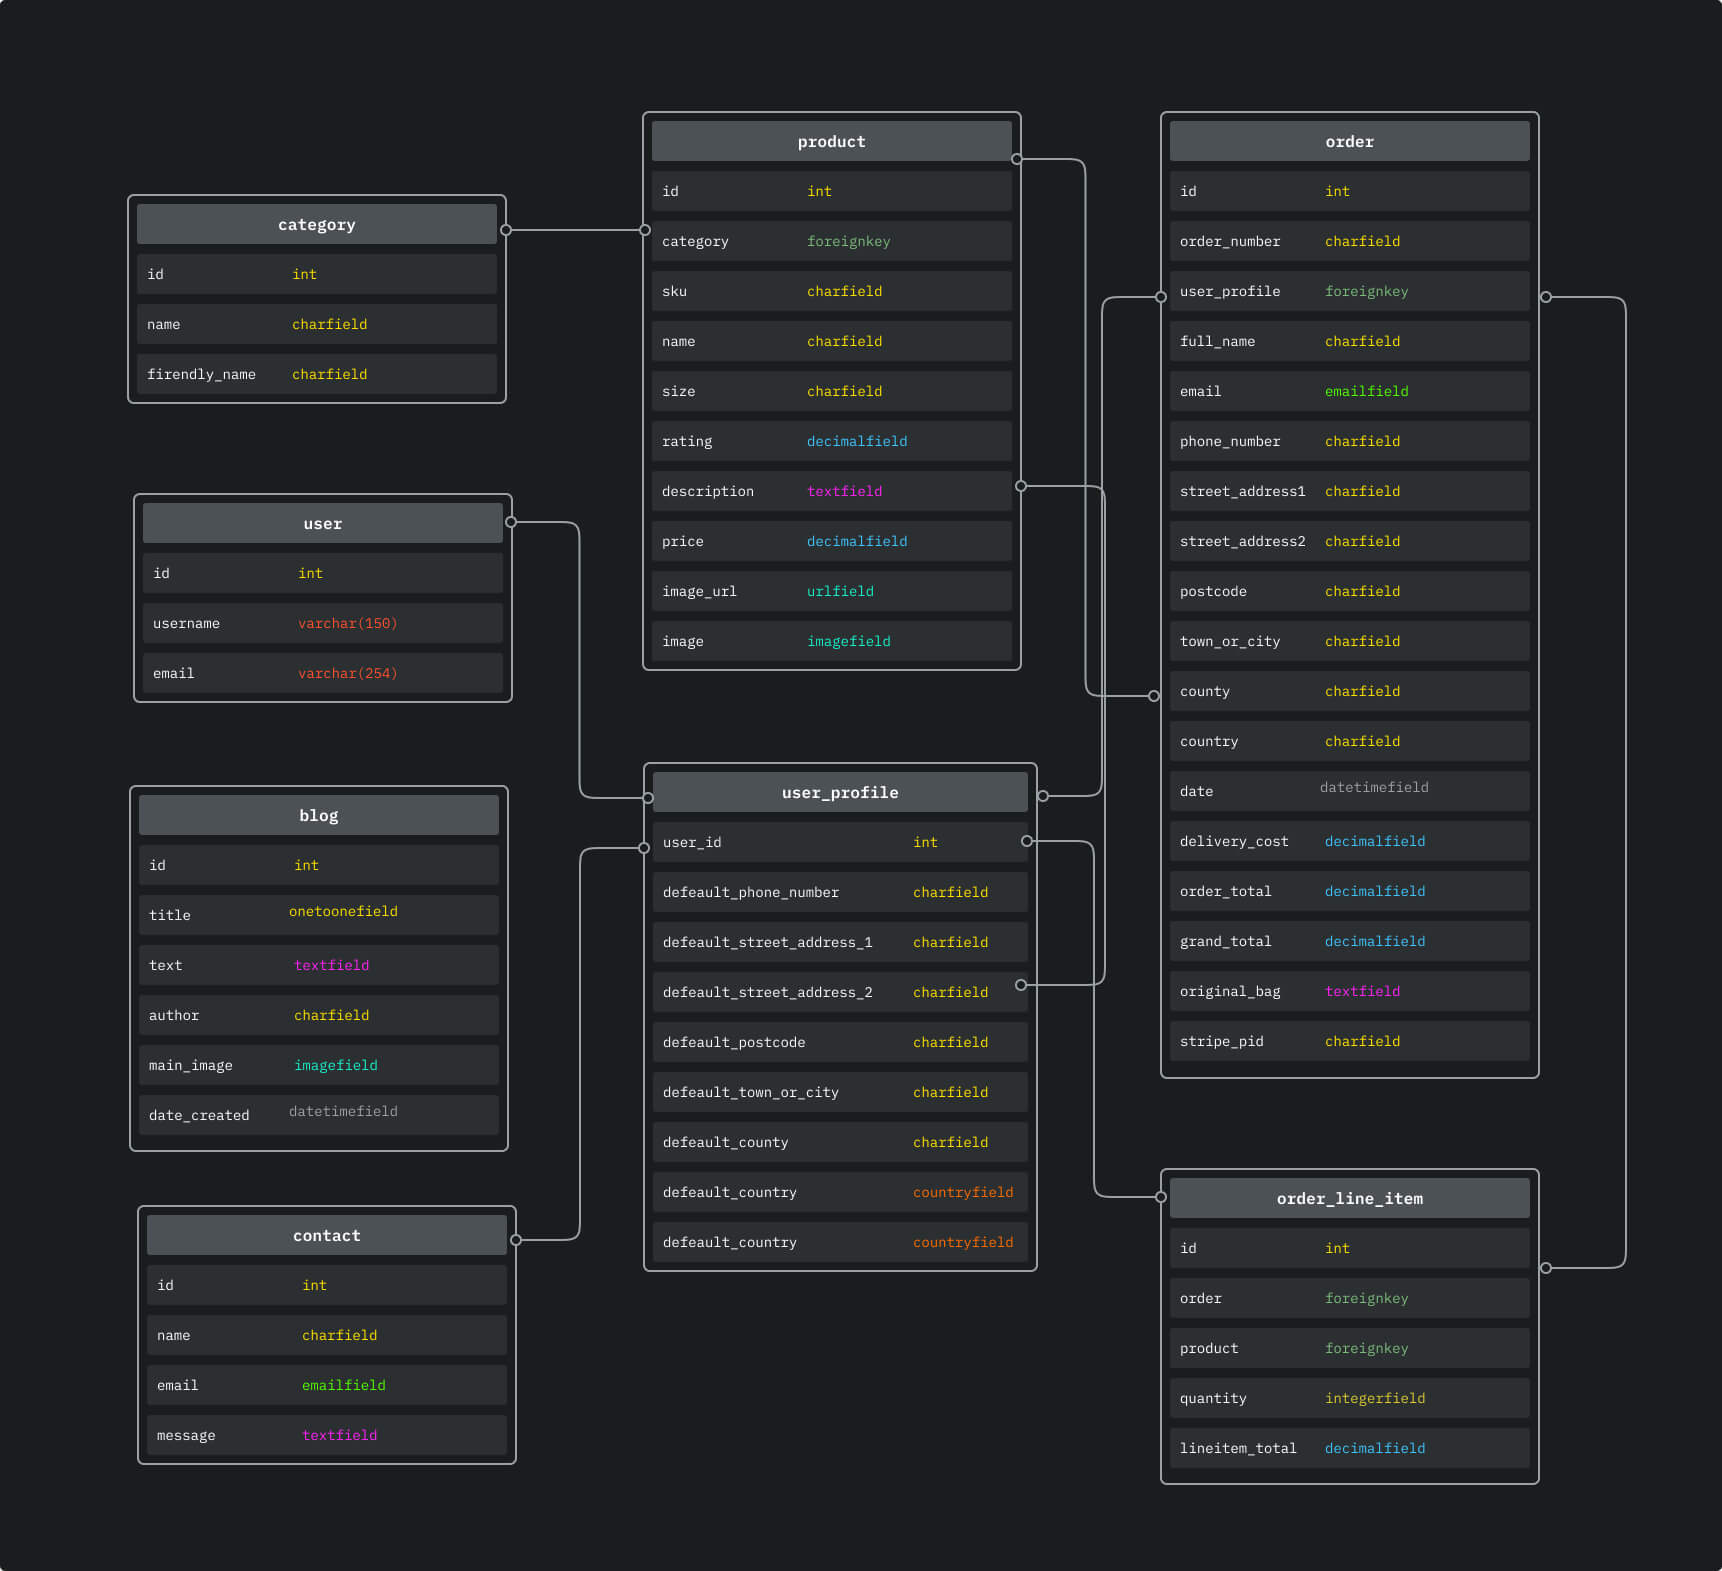 category
id int
name charfield
firendly_name charfield
user
id int
username varchar(150)
email varchar(254)
blog
id int
title onetoonefield
text textfield
author charfield
main_image imagefield
date_created datetimefield
contact
id int
name charfield
email emailfield
message textfield
product
id int
category foreignkey
sku charfield
name charfield
size charfield
rating decimalfield
description textfield
price decimalfield
image_url urlfield
image imagefield
user_profile
user_id int
defeault_phone_number charfield
defeault_street_address_1 charfield
defeault_street_address_2 charfield
defeault_postcode charfield
defeault_town_or_city charfield
defeault_county charfield
defeault_country countryfield
defeault_country countryfield
order
id int
order_number charfield
user_profile foreignkey
full_name charfield
email emailfield
phone_number charfield
street_address1 charfield
street_address2 charfield
postcode charfield
town_or_city charfield
county charfield
country charfield
date datetimefield
delivery_cost decimalfield
order_total decimalfield
grand_total decimalfield
original_bag textfield
stripe_pid charfield
order_line_item
id int
order foreignkey
product foreignkey
quantity integerfield
lineitem_total decimalfield